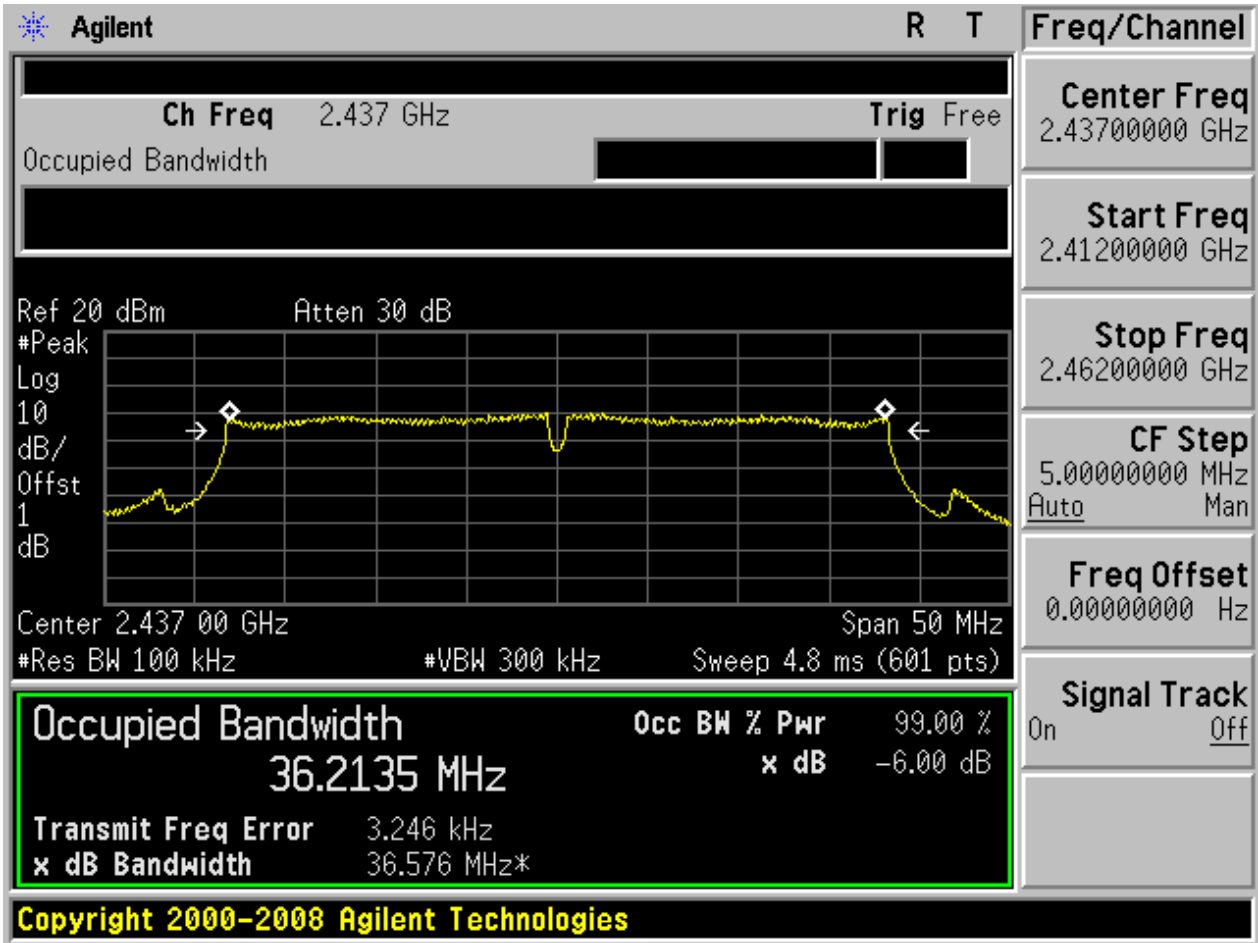 Agilent R T
Freq/Channel
Ch Freq 2.437 GHz Trig Free
Occupied Bandwidth
Center Freq
2.43700000 GHz
Start Freq
2.41200000 GHz
Stop Freq
2.46200000 GHz
CF Step
5.00000000 MHz
Auto Man
Freq Offset
0.00000000 Hz
Signal Track
On Off
Ref 20 dBm Atten 30 dB
#Peak
Log
10
dB/
Offst
1
dB
Center 2.437 00 GHz Span 50 MHz
#Res BW 100 kHz #VBW 300 kHz Sweep 4.8 ms (601 pts)
Occupied Bandwidth
36.2135 MHz
Occ BW % Pwr 99.00 %
x dB -6.00 dB
Transmit Freq Error 3.246 kHz
x dB Bandwidth 36.576 MHz*
Copyright 2000-2008 Agilent Technologies